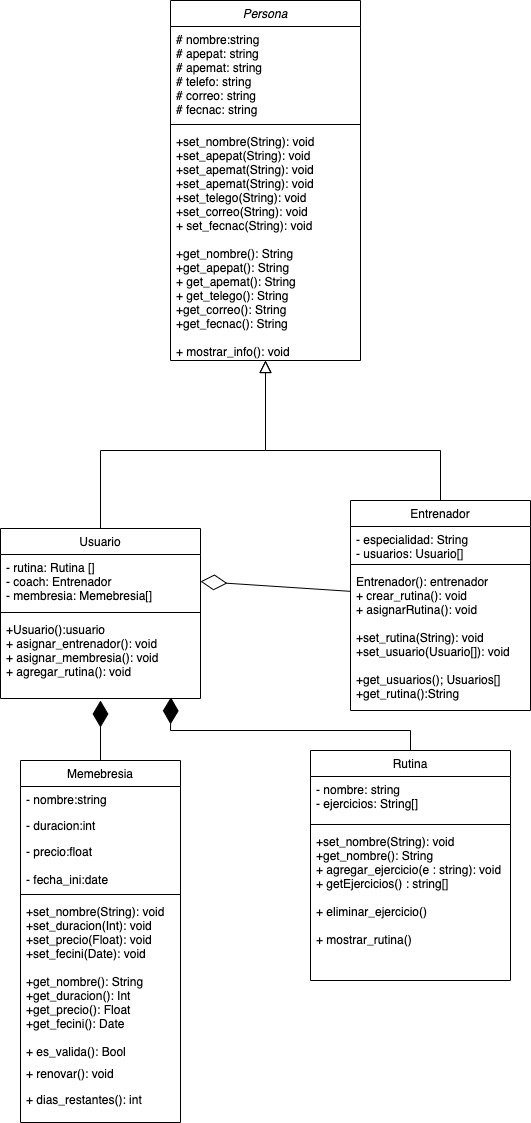 Persona
# nombre:string
# apepat: string
# apemat: string
# telefo: string
# correo: string
# fecnac: string
+set_nombre(String): void
+set_apepat(String): void
+set_apemat(String): void
+set_apemat(String): void
+set_telego(String): void
+set_correo(String): void
+ set_fecnac(String): void
+get_nombre(): String
+get_apepat(): String
+ get_apemat(): String
+ get_telego(): String
+get_correo(): String
+get_fecnac(): String
+ mostrar_info(): void
Usuario
- rutina: Rutina []
- coach: Entrenador
- membresia: Memebresia[]
+Usuario():usuario
+ asignar_entrenador(): void
+ asignar_membresia(): void
+ agregar_rutina(): void
Entrenador
- especialidad: String
- usuarios: Usuario[]
Entrenador(): entrenador
+ crear_rutina(): void
+ asignarRutina(): void
+set_rutina(String): void
+set_usuario(Usuario[]): void
+get_usuarios(); Usuarios[]
+get_rutina():String
Memebresia
- nombre:string
- duracion:int
- precio:float
- fecha_ini:date
+set_nombre(String): void
+set_duracion(Int): void
+set_precio(Float): void
+set_fecini(Date): void
+get_nombre(): String
+get_duracion(): Int
+get_precio(): Float
+get_fecini(): Date
+ es_valida(): Bool
+ renovar(): void
+ dias_restantes(): int
Rutina
- nombre: string
- ejercicios: String[]
+set_nombre(String): void
+get_nombre(): String
+ agregar_ejercicio(e : string): void
+ getEjercicios() : string[]
+ eliminar_ejercicio()
+ mostrar_rutina()